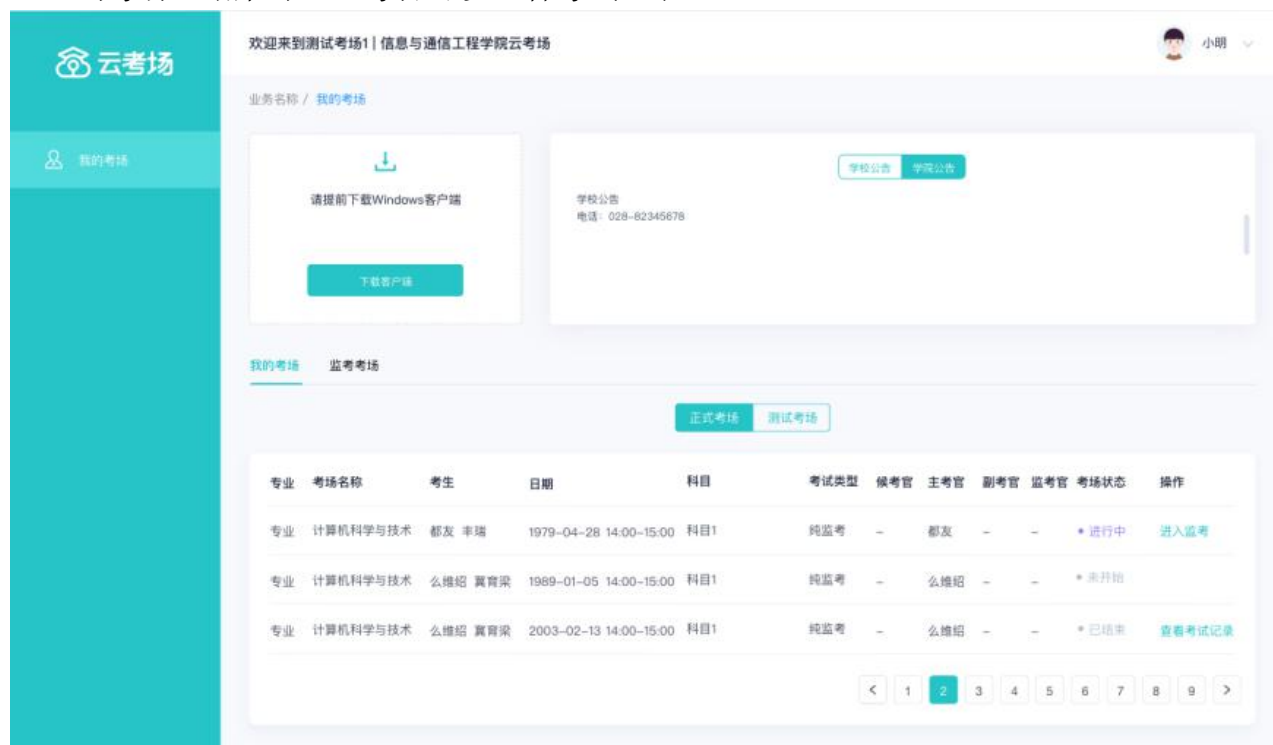 云考场
欢迎来到测试考场1 | 信息与通信工程学院云考场
小明
业务名称 / 我的考场
我的考场
请提前下载Windows客户端
下载客户端
学校公告 学院公告
学校公告
电话：028-82345678
我的考场 监考考场
正式考场 测试考场
专业 考场名称 考生 日期 科目 考试类型 候考官 主考官 副考官 监考官 考场状态 操作
专业 计算机科学与技术 都友 丰瑞 1979-04-28 14:00-15:00 科目1 纯监考 - 都友 - - • 进行中 进入监考
专业 计算机科学与技术 么维绍 冀育梁 1989-01-05 14:00-15:00 科目1 纯监考 - 么维绍 - - • 未开始
专业 计算机科学与技术 么维绍 冀育梁 2003-02-13 14:00-15:00 科目1 纯监考 - 么维绍 - - • 已结束 查看考试记录
< 1 2 3 4 5 6 7 8 9 >